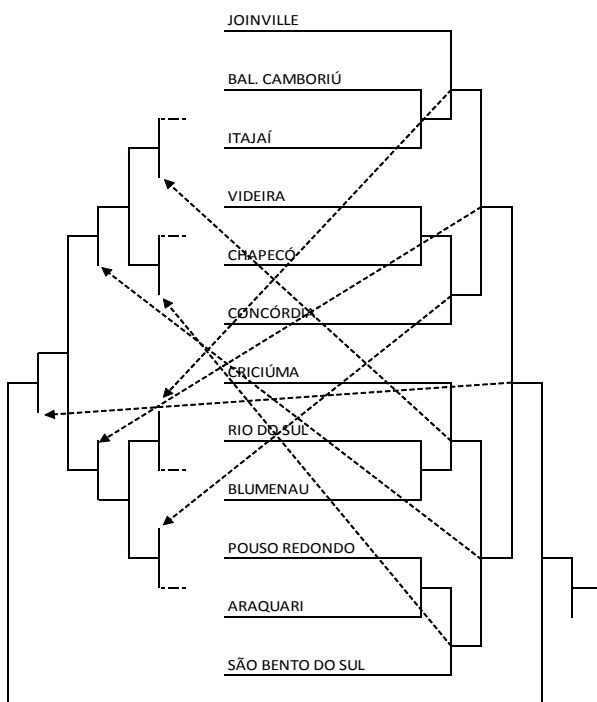 JOINVILLE
BAL. CAMBORIÚ
ITAJAÍ
VIDEIRA
CHAPECÓ
CONCÓRDIA
CRICIÚMA
RIO DO SUL
BLUMENAU
POUSO REDONDO
ARAQUARI
SÃO BENTO DO SUL